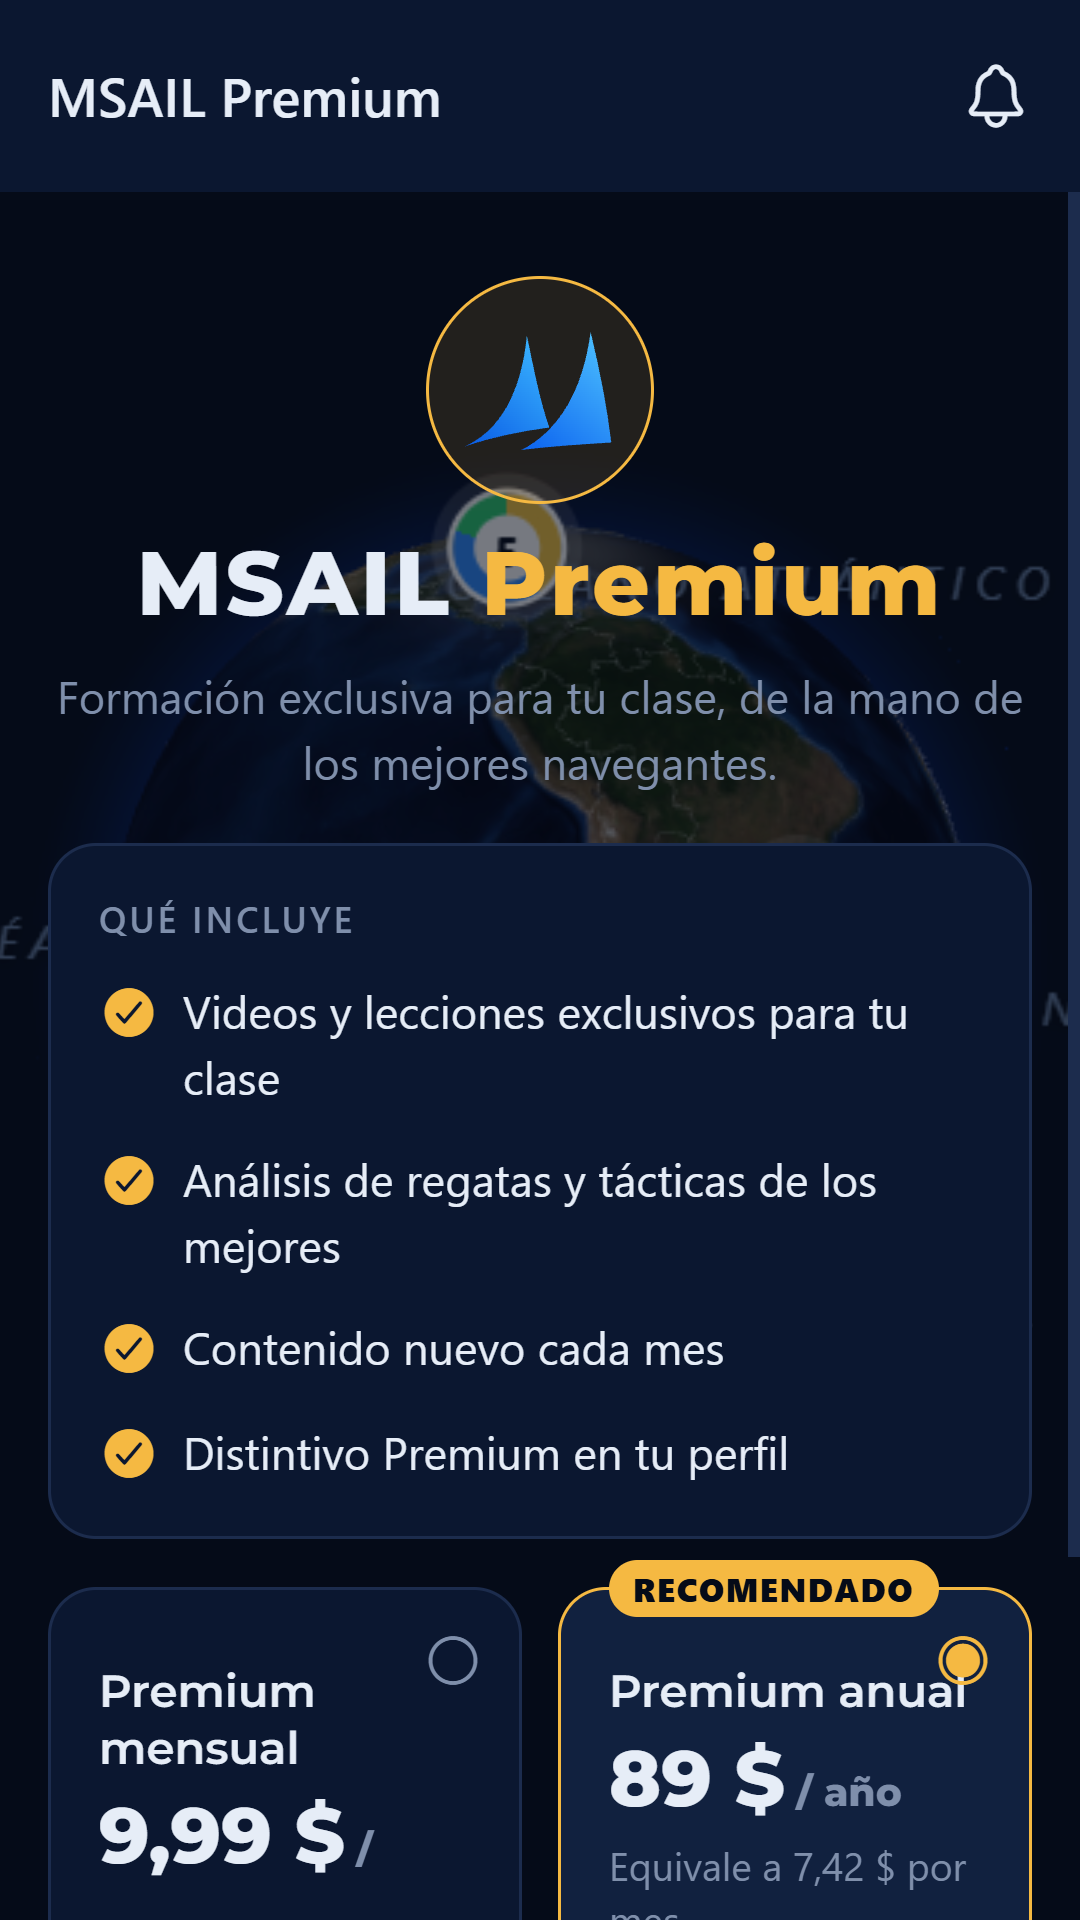 MSAIL Premium
MSAIL Premium
Formación exclusiva para tu clase, de la mano de
los mejores navegantes.
QUÉ INCLUYE
Videos y lecciones exclusivos para tu
clase
Análisis de regatas y tácticas de los
mejores
Contenido nuevo cada mes
Distintivo Premium en tu perfil
Premium
mensual
9,99 $ /
RECOMENDADO
Premium anual
89 $ / año
Equivale a 7,42 $ por
mes